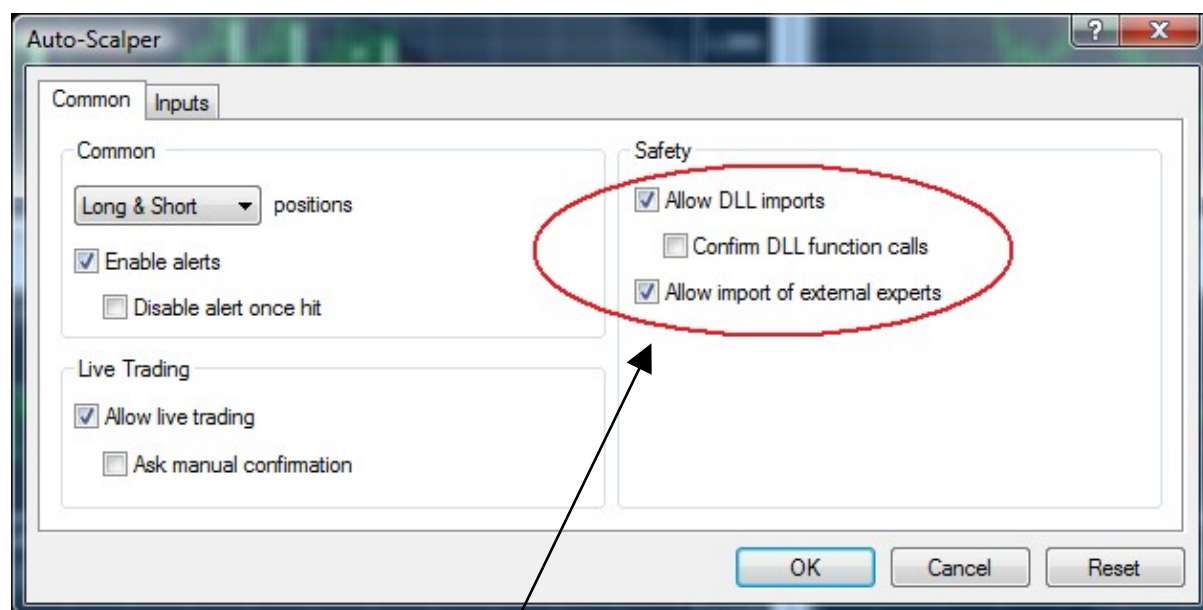 Auto-Scalper
Common
Inputs
Common
Long & Short positions
Enable alerts
Disable alert once hit
Live Trading
Allow live trading
Ask manual confirmation
Safety
Allow DLL imports
Confirm DLL function calls
Allow import of external experts
OK
Cancel
Reset